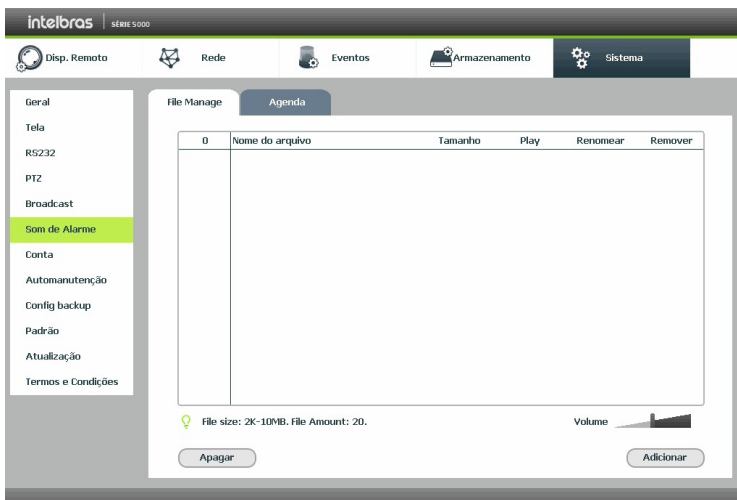 intelbras SÉRIE 5000
Disp. Remoto Rede Eventos Armazenamento Sistema
Geral
Tela
RS232
PTZ
Broadcast
Som de Alarme
Conta
Automanutenção
Config backup
Padrão
Atualização
Termos e Condições
File Manage Agenda
0 Nome do arquivo Tamanho Play Renomear Remover
File size: 2K-10MB. File Amount: 20. Volume
Apagar Adicionar